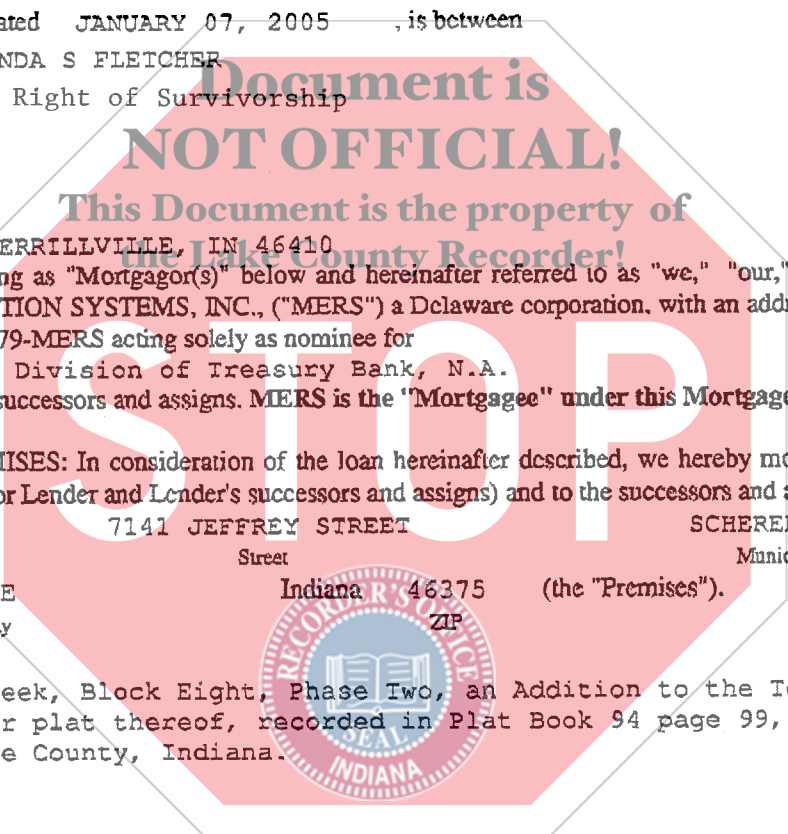 ated JANUARY 07, 2005 , is between
NDA S FLETCHER
Document is
Right of Survivorship
NOT OFFICIAL!
This Document is the property of
ERRILLVILLE, IN 46410
the Lake County Recorder!
ng as "Mortgagor(s)" below and hereinafter referred to as "we," "our,"
TION SYSTEMS, INC., ("MERS") a Delaware corporation, with an addr
79-MERS acting solely as nominee for
Division of Treasury Bank, N.A.
successors and assigns. MERS is the "Mortgagee" under this Mortgage
STOP
IISES: In consideration of the loan hereinafter described, we hereby mo
or Lender and Lender's successors and assigns) and to the successors and a
7141 JEFFREY STREET SCHERE
Street Munic
E Indiana 46375 (the "Premises").
y ZIP
RECORDER'S OFFICE
eek, Block Eight, Phase Two, an Addition to the T
r plat thereof, recorded in Plat Book 94 page 99,
SEAL
e County, Indiana.
INDIANA